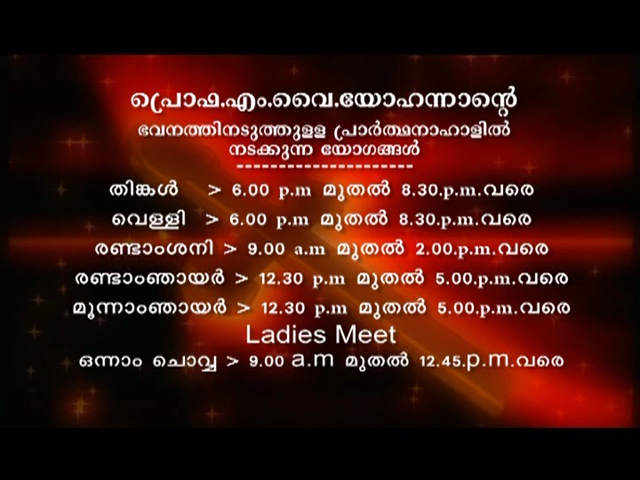 പ്രൊഫ.എം.വൈ.യോഹന്നാന്റെ
ഭവനത്തിനടുത്തുളള പ്രാർത്ഥനാഹാളിൽ
നടക്കുന്ന യോഗങ്ങൾ
----------------------
തിങ്കൾ > 6.00 p.m മുതൽ 8.30.p.m.വരെ
വെള്ളി > 6.00 p.m മുതൽ 8.30.p.m.വരെ
രണ്ടാംശനി > 9.00 a.m മുതൽ 2.00.p.m.വരെ
രണ്ടാംഞായർ > 12.30 p.m മുതൽ 5.00.p.m.വരെ
മൂന്നാംഞായർ > 12.30 p.m മുതൽ 5.00.p.m.വരെ
Ladies Meet
ഒന്നാം ചൊവ്വ > 9.00 a.m മുതൽ 12.45.p.m.വരെ